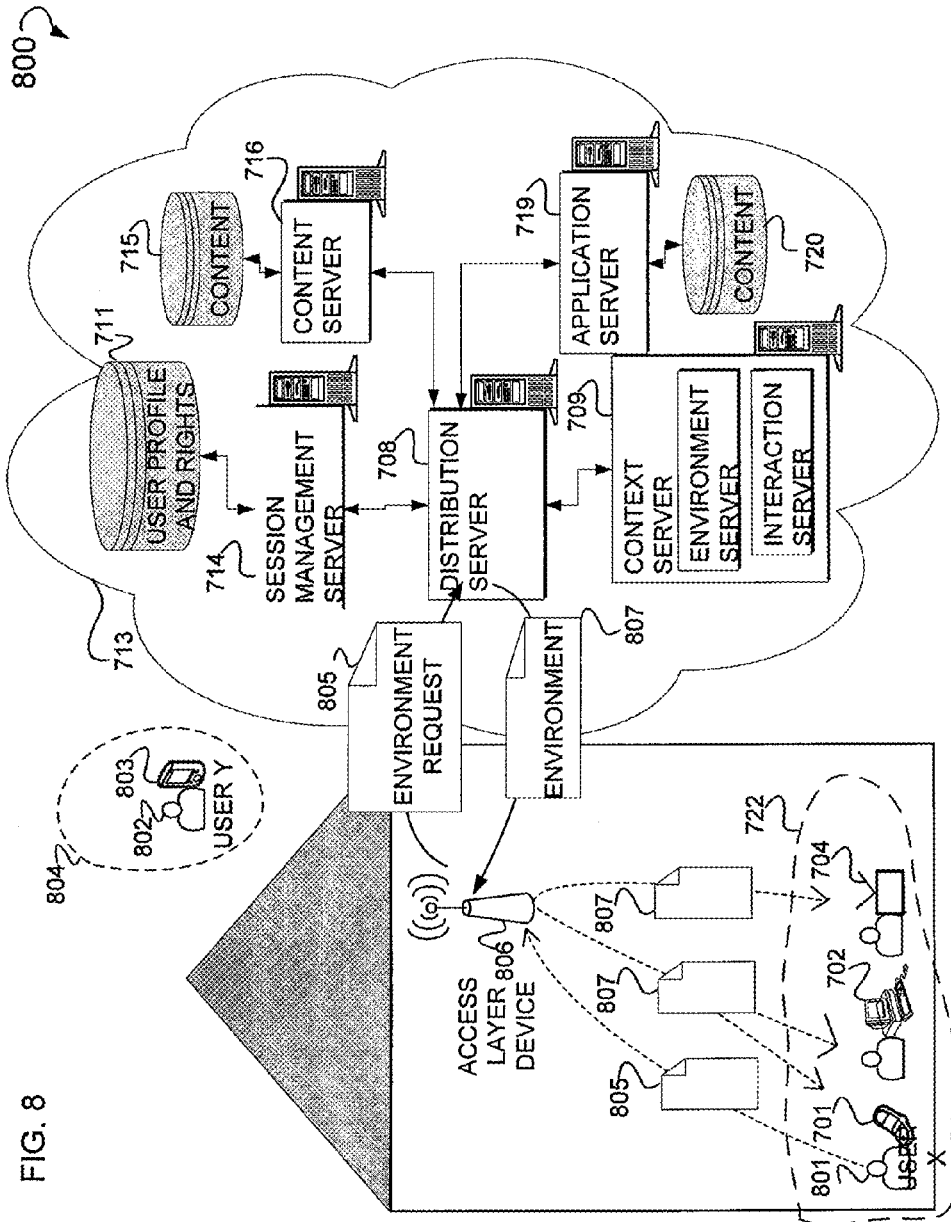 FIG. 8
800
804
802
803
USER Y
713
711
USER PROFILE
AND RIGHTS
714
SESSION
MANAGEMENT
SERVER
715
CONTENT
716
CONTENT
SERVER
708
DISTRIBUTION
SERVER
719
APPLICATION
SERVER
720
CONTENT
709
CONTEXT
SERVER
ENVIRONMENT
SERVER
INTERACTION
SERVER
805
ENVIRONMENT
REQUEST
807
ENVIRONMENT
ACCESS
LAYER
DEVICE
806
805
807
807
722
801
701
USER
X
702
704